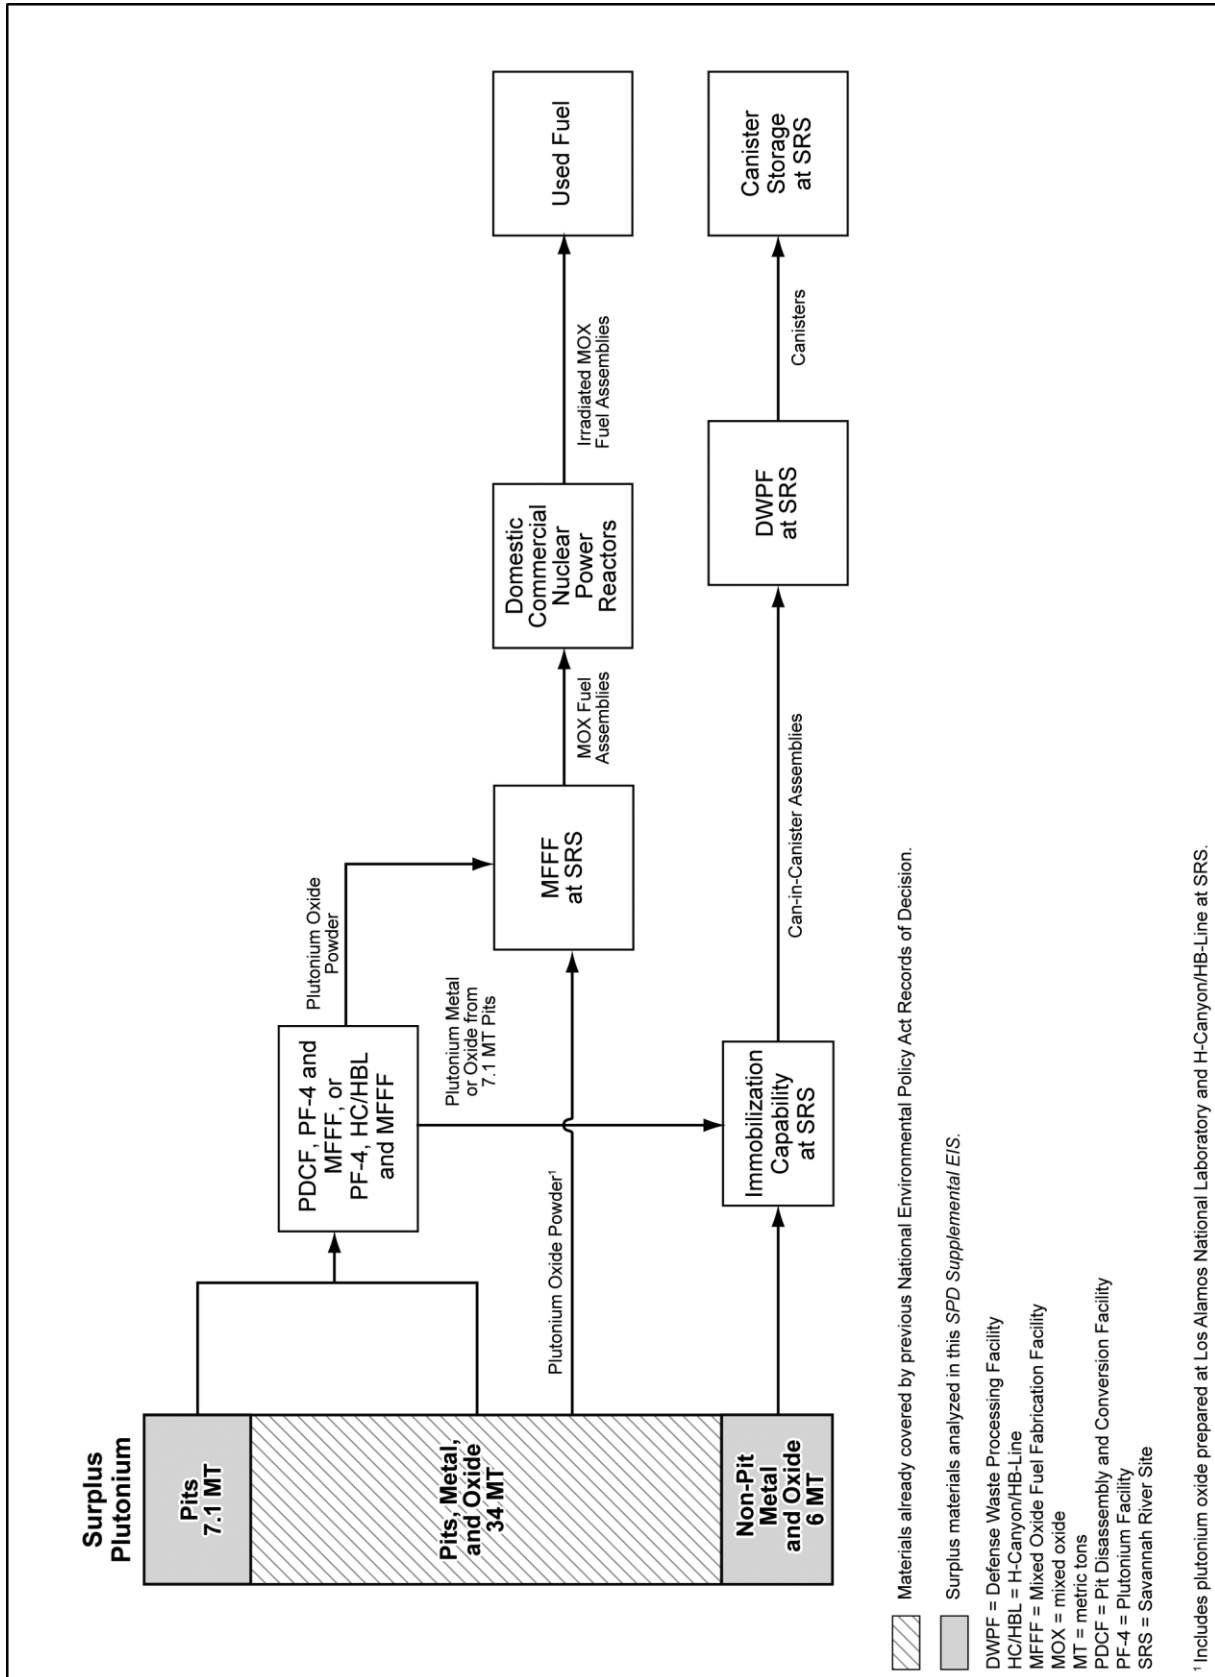 Surplus
Plutonium
Pits
7.1 MT
Pits, Metal,
and Oxide
34 MT
Non-Pit
Metal
and Oxide
6 MT
PDCF, PF-4 and
MFFF, or
PF-4, HC/HBL
and MFFF
Plutonium Oxide
Powder
Plutonium Metal
or Oxide from
7.1 MT Pits
Plutonium Oxide Powder¹
MFFF
at SRS
MOX Fuel
Assemblies
Domestic
Commercial
Nuclear
Power
Reactors
Irradiated MOX
Fuel Assemblies
Used Fuel
Immobilization
Capability
at SRS
Can-in-Canister Assemblies
DWPF
at SRS
Canisters
Canister
Storage
at SRS
Materials already covered by previous National Environmental Policy Act Records of Decision.
Surplus materials analyzed in this SPD Supplemental EIS.
DWPF = Defense Waste Processing Facility
HC/HBL = H-Canyon/HB-Line
MFFF = Mixed Oxide Fuel Fabrication Facility
MOX = mixed oxide
MT = metric tons
PDCF = Pit Disassembly and Conversion Facility
PF-4 = Plutonium Facility
SRS = Savannah River Site
¹ Includes plutonium oxide prepared at Los Alamos National Laboratory and H-Canyon/HB-Line at SRS.